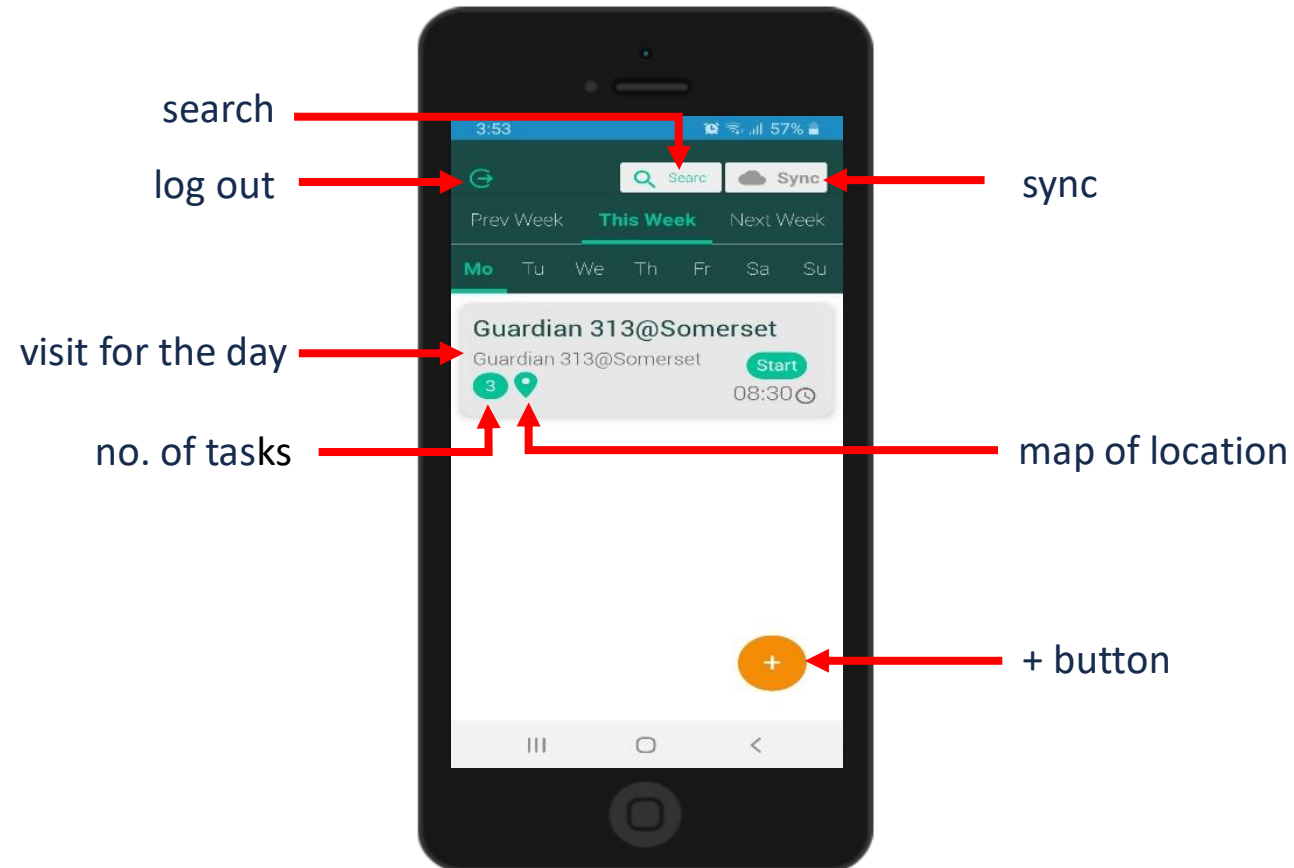 search
3:53 57%
log out
Searc Sync
sync
Prev Week This Week Next Week
Mo Tu We Th Fr Sa Su
Guardian 313@Somerset
visit for the day
Guardian 313@Somerset
Start
3
08:30
no. of tasks
map of location
+
+ button